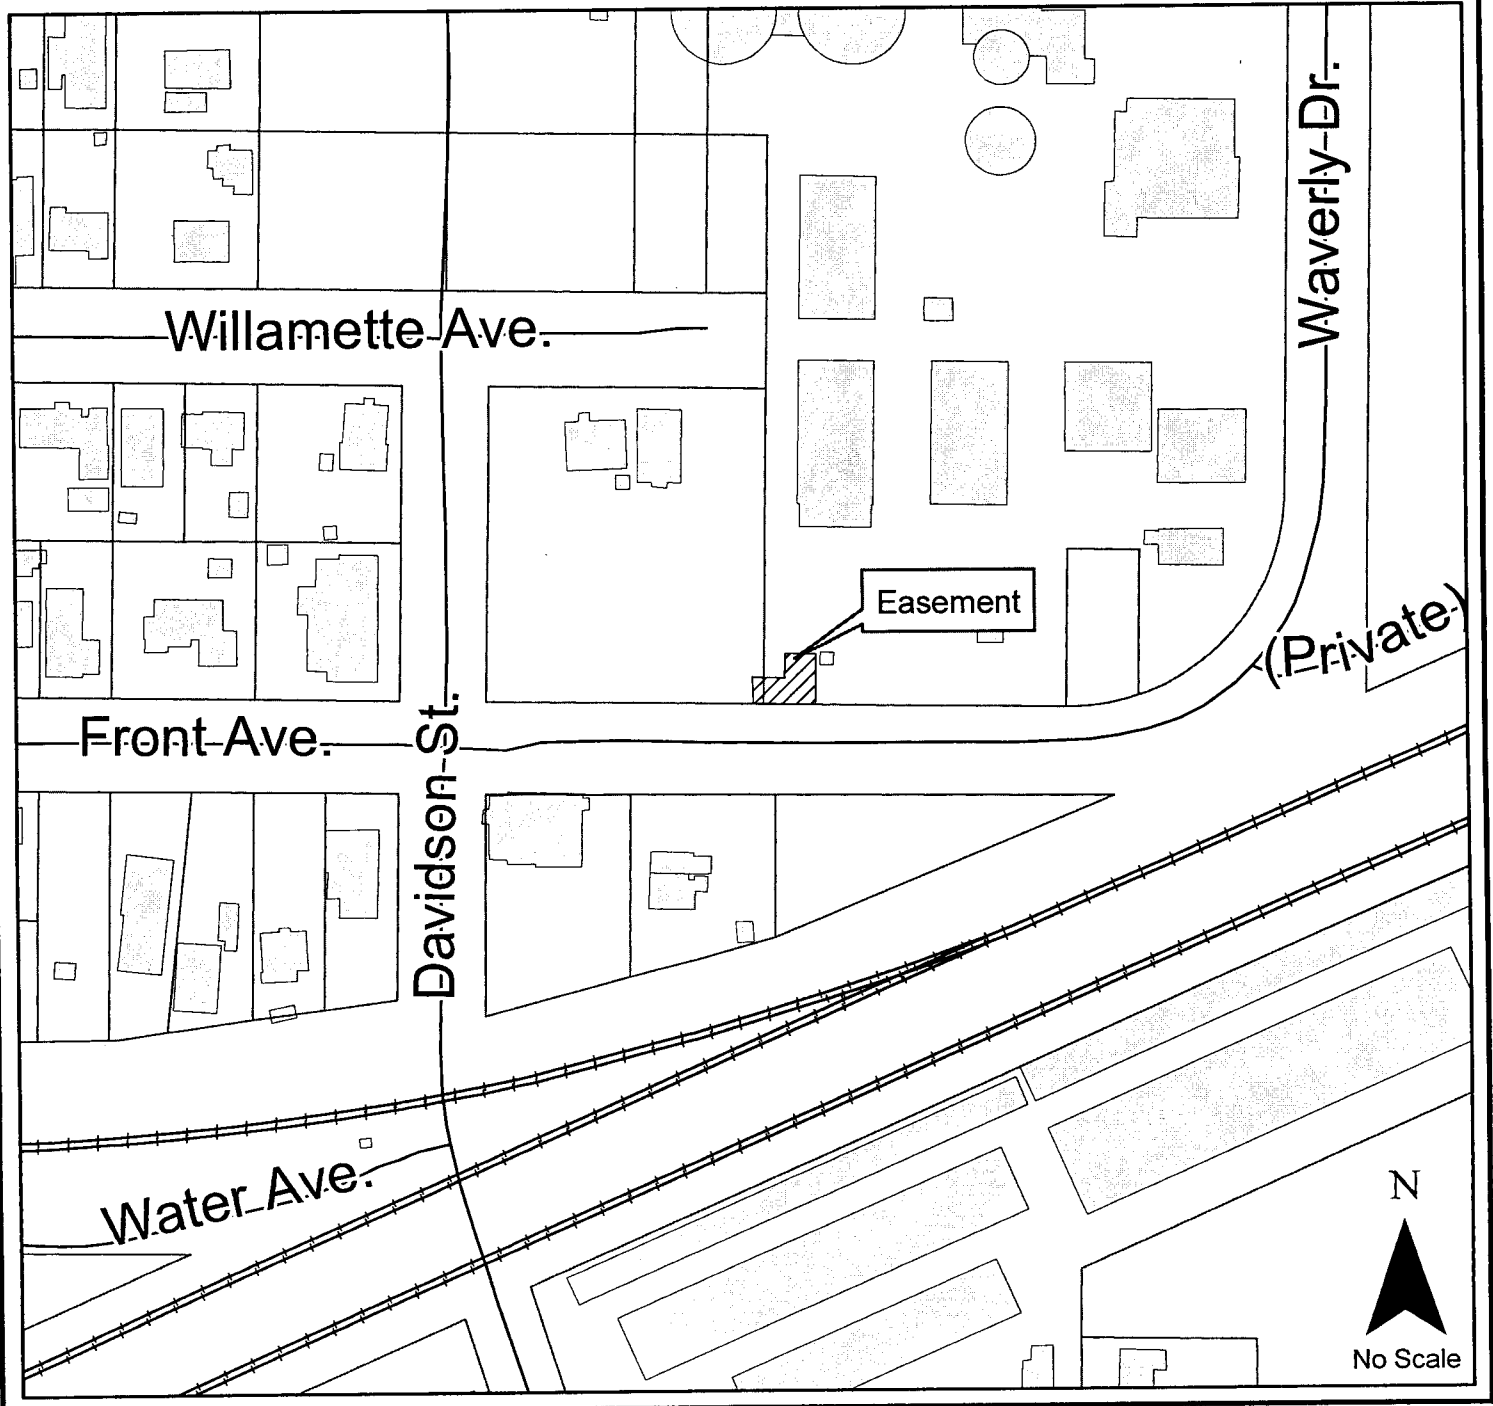 Waverly Dr.
Willamette Ave.
Easement
(Private)
Front Ave.
Davidson St.
Water Ave.
N
No Scale